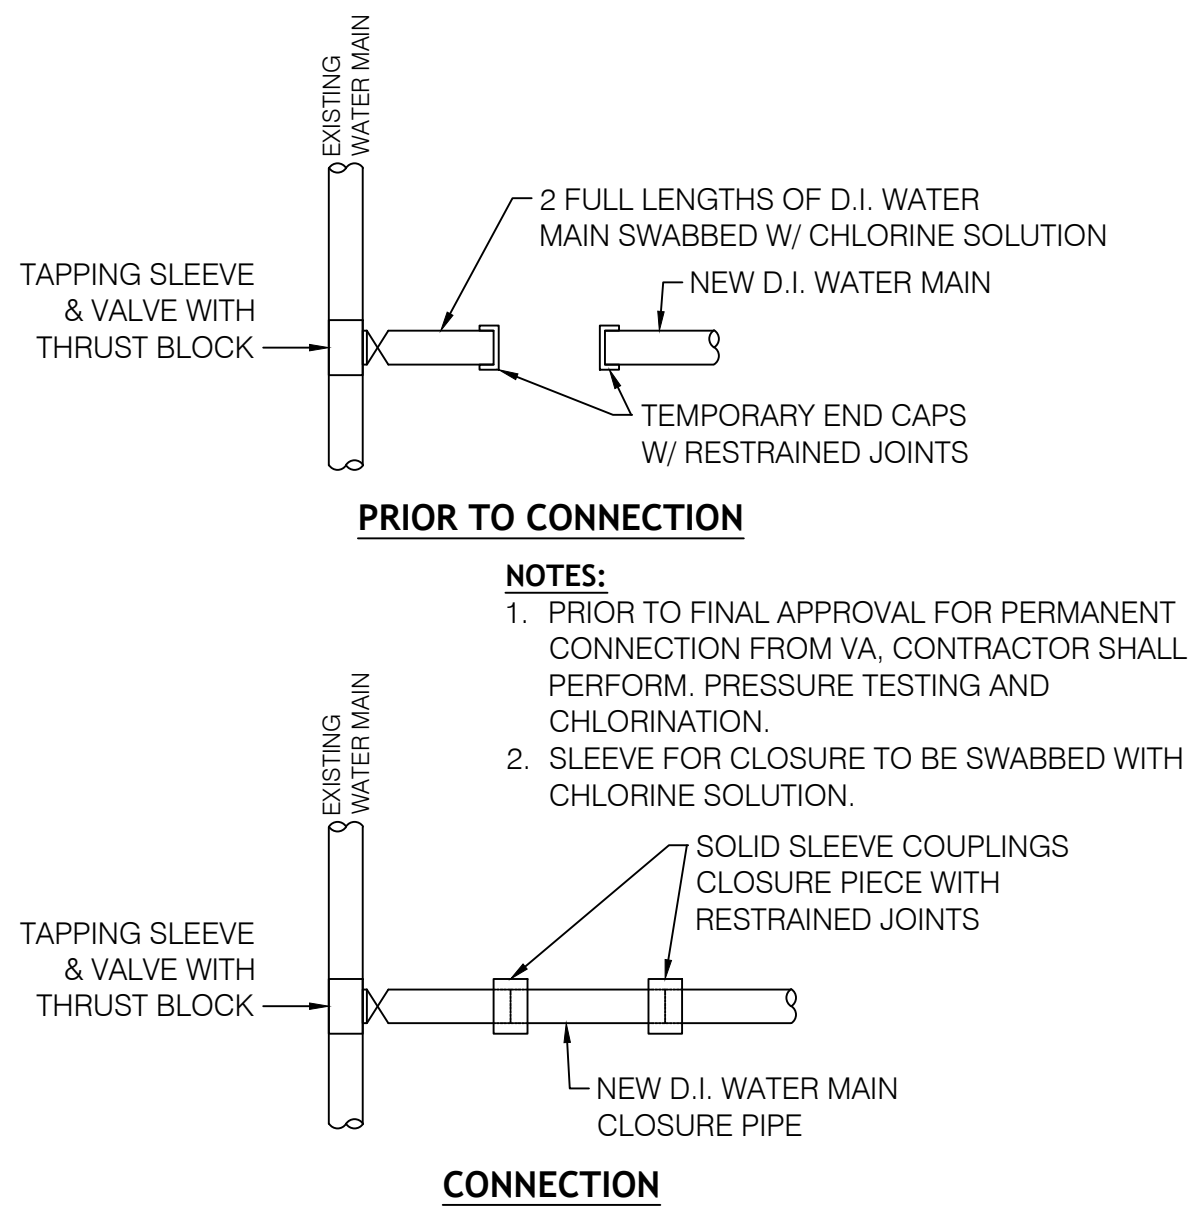 EXISTING
WATER MAIN
2 FULL LENGTHS OF D.I. WATER
MAIN SWABBED W/ CHLORINE SOLUTION
TAPPING SLEEVE
& VALVE WITH
THRUST BLOCK
NEW D.I. WATER MAIN
TEMPORARY END CAPS
W/ RESTRAINED JOINTS
PRIOR TO CONNECTION
NOTES:
1. PRIOR TO FINAL APPROVAL FOR PERMANENT
CONNECTION FROM VA, CONTRACTOR SHALL
PERFORM. PRESSURE TESTING AND
CHLORINATION.
2. SLEEVE FOR CLOSURE TO BE SWABBED WITH
CHLORINE SOLUTION.
EXISTING
WATER MAIN
SOLID SLEEVE COUPLINGS
CLOSURE PIECE WITH
RESTRAINED JOINTS
TAPPING SLEEVE
& VALVE WITH
THRUST BLOCK
NEW D.I. WATER MAIN
CLOSURE PIPE
CONNECTION